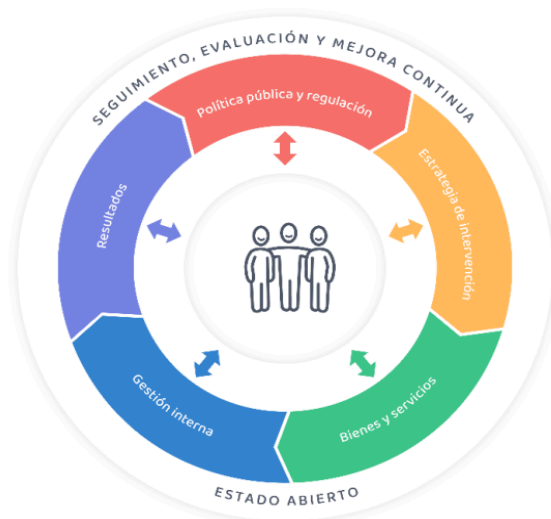 SEGUIMIENTO, EVALUACIÓN Y MEJORA CONTINUA
Política pública y regulación
Estrategia de intervención
Bienes y servicios
Gestión interna
Resultados
ESTADO ABIERTO